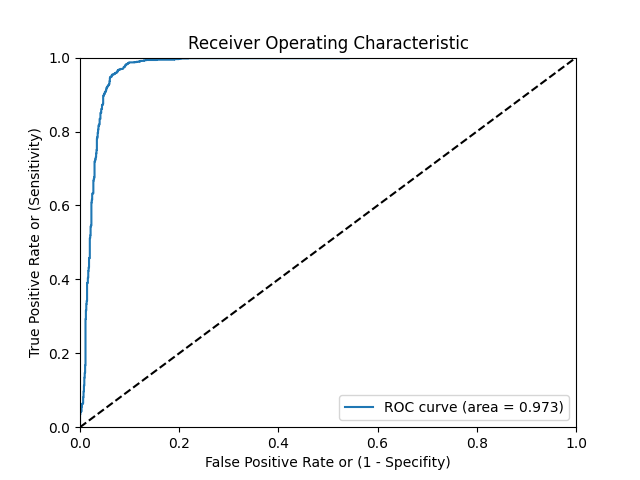 Receiver Operating Characteristic
1.0
0.8
0.6
0.4
0.2
0.0
True Positive Rate or (Sensitivity)
ROC curve (area = 0.973)
0.0 0.2 0.4 0.6 0.8 1.0
False Positive Rate or (1 - Specifity)